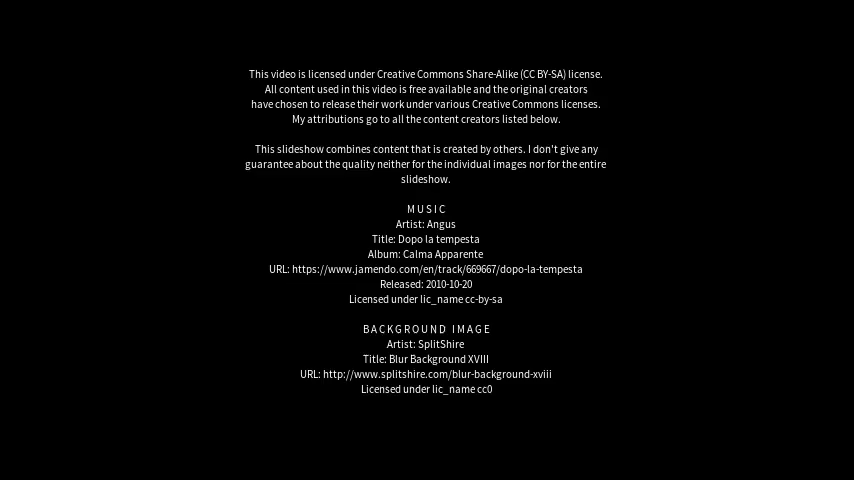 This video is licensed under Creative Commons Share-Alike (CC BY-SA) license.
All content used in this video is free available and the original creators
have chosen to release their work under various Creative Commons licenses.
My attributions go to all the content creators listed below.
This slideshow combines content that is created by others. I don't give any
guarantee about the quality neither for the individual images nor for the entire
slideshow.
MUSIC
Artist: Angus
Title: Dopo la tempesta
Album: Calma Apparente
URL: https://www.jamendo.com/en/track/669667/dopo-la-tempesta
Released: 2010-10-20
Licensed under lic_name cc-by-sa
BACKGROUND IMAGE
Artist: SplitShire
Title: Blur Background XVIII
URL: http://www.splitshire.com/blur-background-xviii
Licensed under lic_name cc0